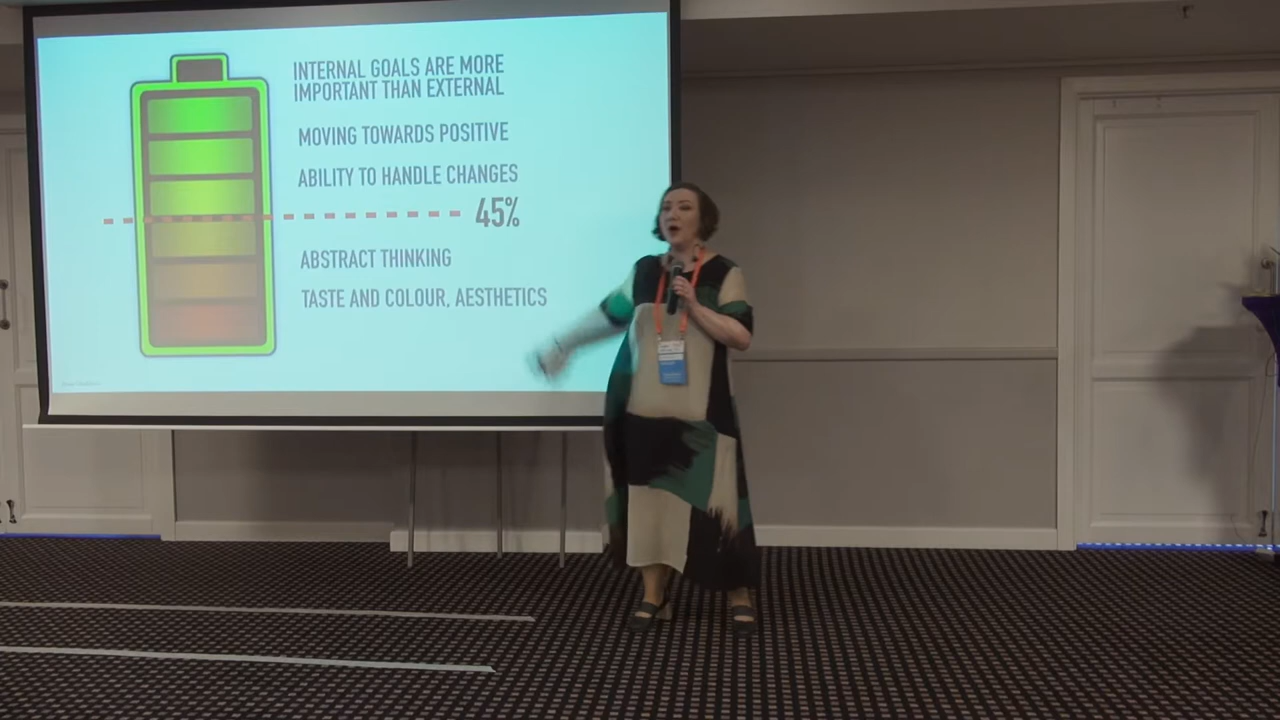 INTERNAL GOALS ARE MORE
IMPORTANT THAN EXTERNAL
MOVING TOWARDS POSITIVE
ABILITY TO HANDLE CHANGES
45%
ABSTRACT THINKING
TASTE AND COLOUR, AESTHETICS